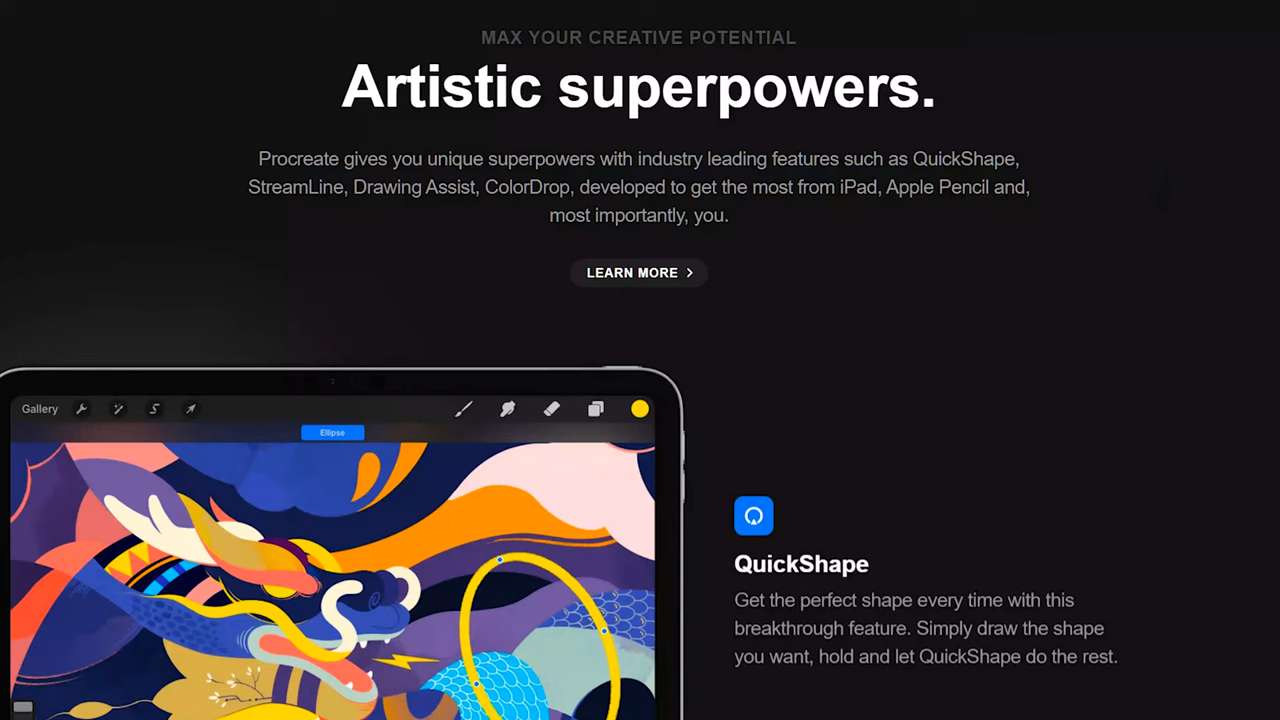 MAX YOUR CREATIVE POTENTIAL
Artistic superpowers.
Procreate gives you unique superpowers with industry leading features such as QuickShape,
StreamLine, Drawing Assist, ColorDrop, developed to get the most from iPad, Apple Pencil and,
most importantly, you.
LEARN MORE
Gallery
Ellipse
QuickShape
Get the perfect shape every time with this
breakthrough feature. Simply draw the shape
you want, hold and let QuickShape do the rest.